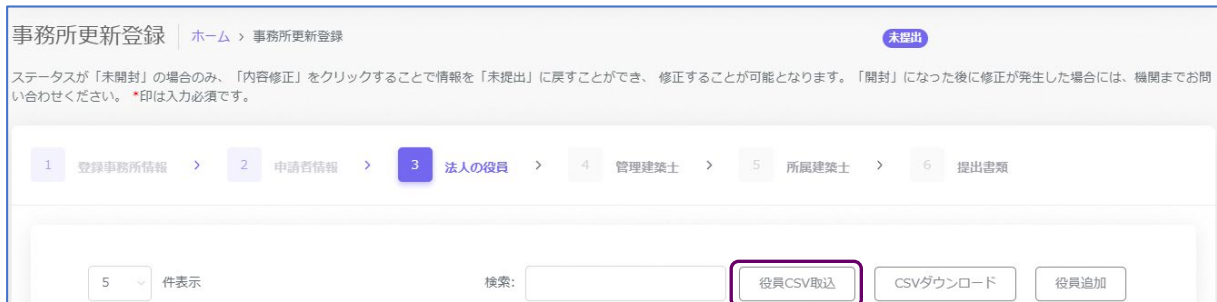 事務所更新登録 ホーム > 事務所更新登録 未提出
ステータスが「未開封」の場合のみ、「内容修正」をクリックすることで情報を「未提出」に戻すことができ、 修正することが可能となります。「開封」になった後に修正が発生した場合には、機関までお問
い合わせください。 *印は入力必須です。
1 登録事務所情報 > 2 申請者情報 > 3 法人の役員 > 4 管理建築士 > 5 所属建築士 > 6 提出書類
5 件表示 検索: 役員CSV取込 CSVダウンロード 役員追加